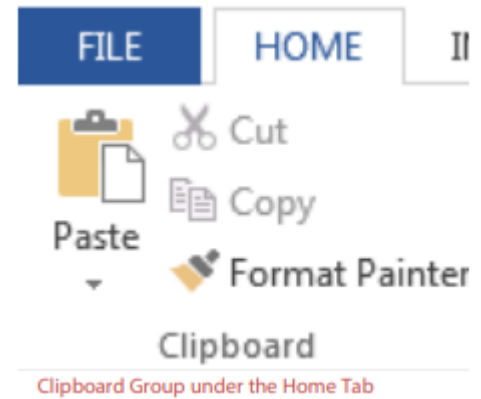 FILE HOME
Cut
Copy
Paste
Format Painter
Clipboard
Clipboard Group under the Home Tab